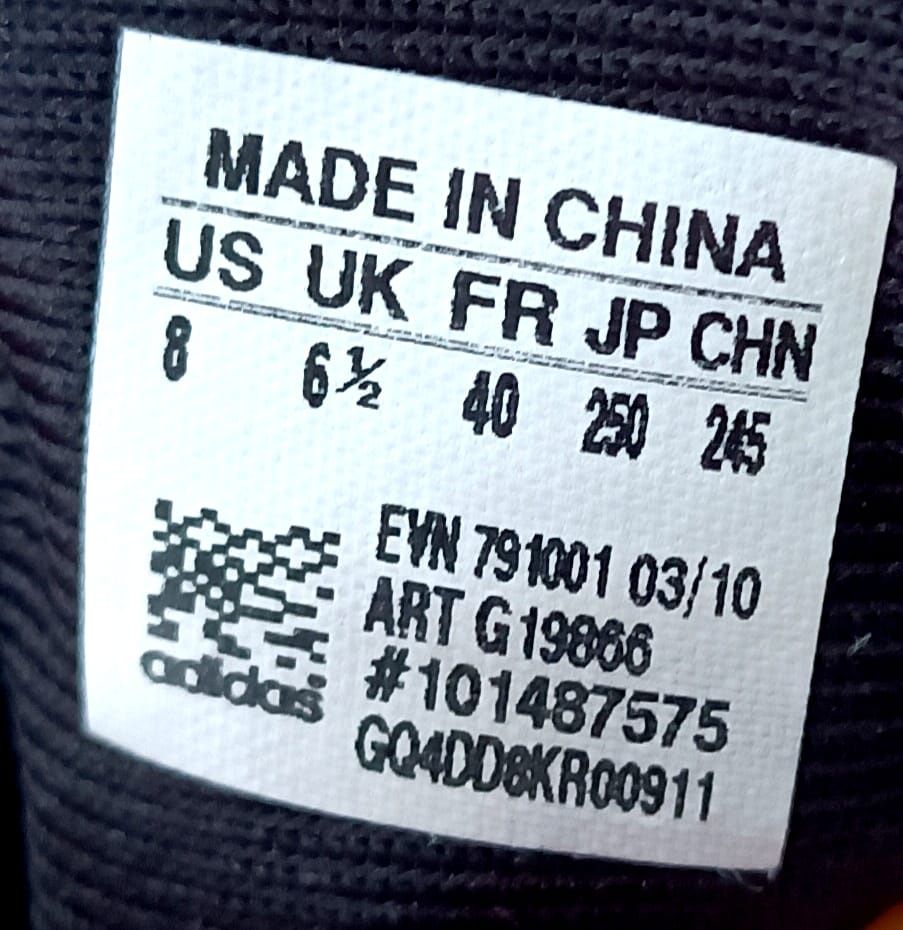 MADE IN CHINA
US UK FR JP CHN
8 6½ 40 250 245
EVN 791001 03/10
ART G19866
#101487575
adidas
GQ4DD8KR00911